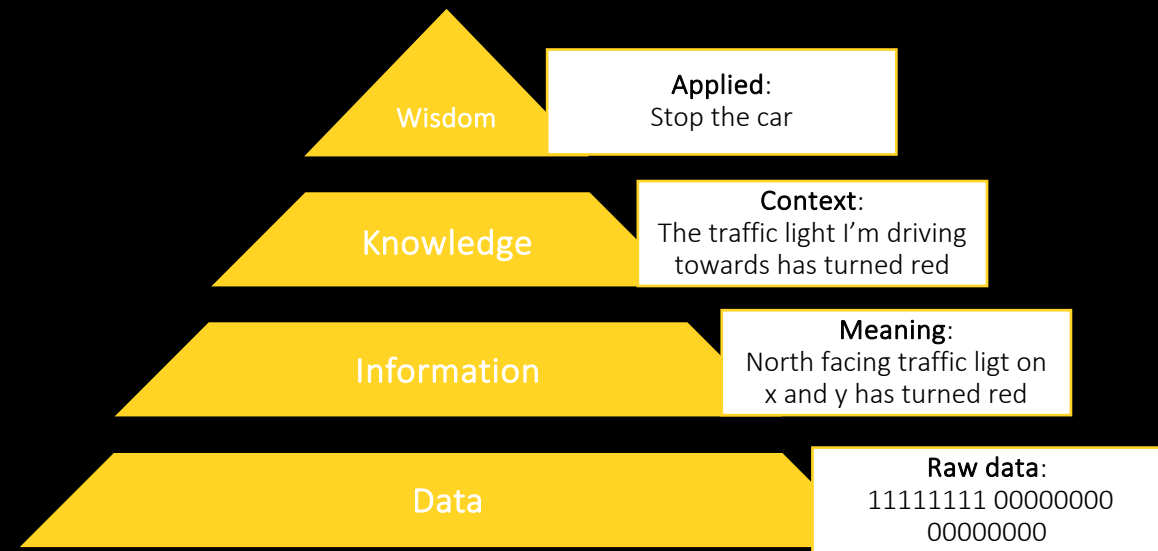 Wisdom
Applied:
Stop the car
Knowledge
Context:
The traffic light I’m driving
towards has turned red
Information
Meaning:
North facing traffic ligt on
x and y has turned red
Data
Raw data:
11111111 00000000
00000000